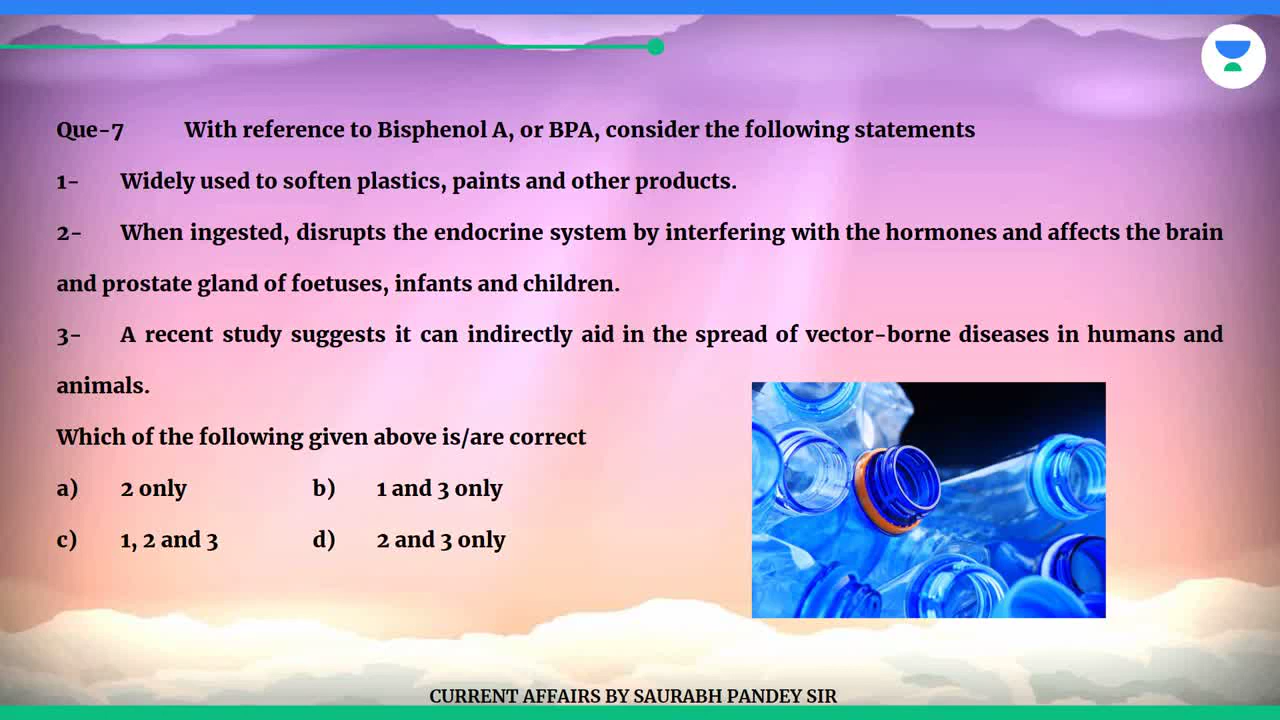 Que-7 With reference to Bisphenol A, or BPA, consider the following statements
1- Widely used to soften plastics, paints and other products.
2- When ingested, disrupts the endocrine system by interfering with the hormones and affects the brain
and prostate gland of foetuses, infants and children.
3- A recent study suggests it can indirectly aid in the spread of vector-borne diseases in humans and
animals.
Which of the following given above is/are correct
a) 2 only b) 1 and 3 only
c) 1, 2 and 3 d) 2 and 3 only
CURRENT AFFAIRS BY SAURABH PANDEY SIR